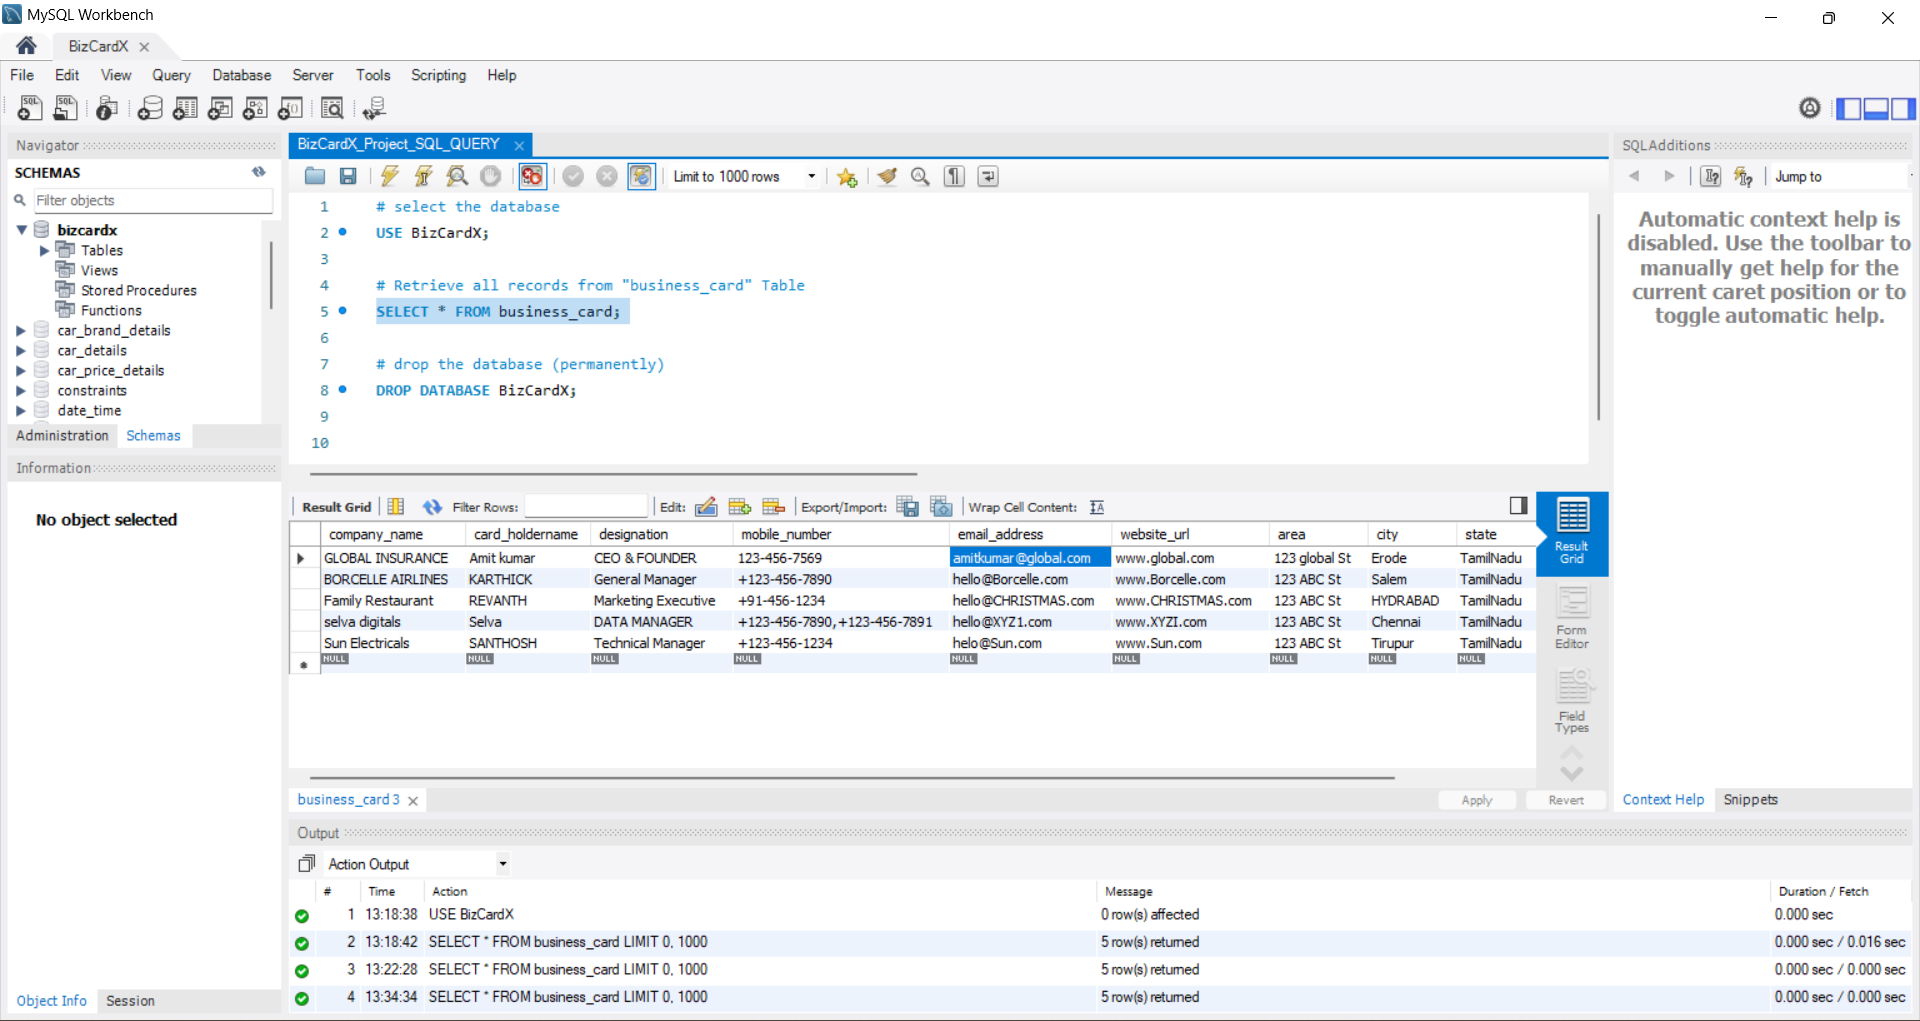 MySQL Workbench
BizCardX
File Edit View Query Database Server Tools Scripting Help
Navigator
SCHEMAS
Filter objects
bizcardx
Tables
Views
Stored Procedures
Functions
car_brand_details
car_details
car_price_details
constraints
date_time
Administration Schemas
Information
No object selected
Object Info Session
BizCardX_Project_SQL_QUERY
Limit to 1000 rows
1 # select the database
2 USE BizCardX;
3
4 # Retrieve all records from "business_card" Table
5 SELECT * FROM business_card;
6
7 # drop the database (permanently)
8 DROP DATABASE BizCardX;
9
10
Result Grid Filter Rows: Edit: Export/Import: Wrap Cell Content:
company_name card_holdername designation mobile_number email_address website_url area city state
GLOBAL INSURANCE Amit kumar CEO & FOUNDER 123-456-7569 amitkumar@global.com www.global.com 123 global St Erode TamilNadu
BORCELLE AIRLINES KARTHICK General Manager +123-456-7890 hello@Borcelle.com www.Borcelle.com 123 ABC St Salem TamilNadu
Family Restaurant REVANTH Marketing Executive +91-456-1234 hello@CHRISTMAS.com www.CHRISTMAS.com 123 ABC St HYDRABAD TamilNadu
selva digitals Selva DATA MANAGER +123-456-7890,+123-456-7891 hello@XYZ1.com www.XYZI.com 123 ABC St Chennai TamilNadu
Sun Electricals SANTHOSH Technical Manager +123-456-1234 helo@Sun.com www.Sun.com 123 ABC St Tirupur TamilNadu
NULL NULL NULL NULL NULL NULL NULL NULL NULL
Result Grid
Form Editor
Field Types
business_card 3
Apply Revert
SQLAdditions
Jump to
Automatic context help is
disabled. Use the toolbar to
manually get help for the
current caret position or to
toggle automatic help.
Context Help Snippets
Output
Action Output
# Time Action Message Duration / Fetch
1 13:18:38 USE BizCardX 0 row(s) affected 0.000 sec
2 13:18:42 SELECT * FROM business_card LIMIT 0, 1000 5 row(s) returned 0.000 sec / 0.016 sec
3 13:22:28 SELECT * FROM business_card LIMIT 0, 1000 5 row(s) returned 0.000 sec / 0.000 sec
4 13:34:34 SELECT * FROM business_card LIMIT 0, 1000 5 row(s) returned 0.000 sec / 0.000 sec